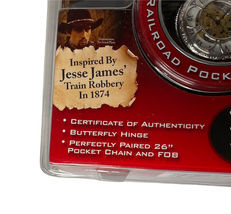 RAILROAD POCK
Inspired By
Jesse James'
Train Robbery
In 1874
• Certificate of Authenticity
• Butterfly Hinge
• Perfectly Paired 26"
Pocket Chain and FOB